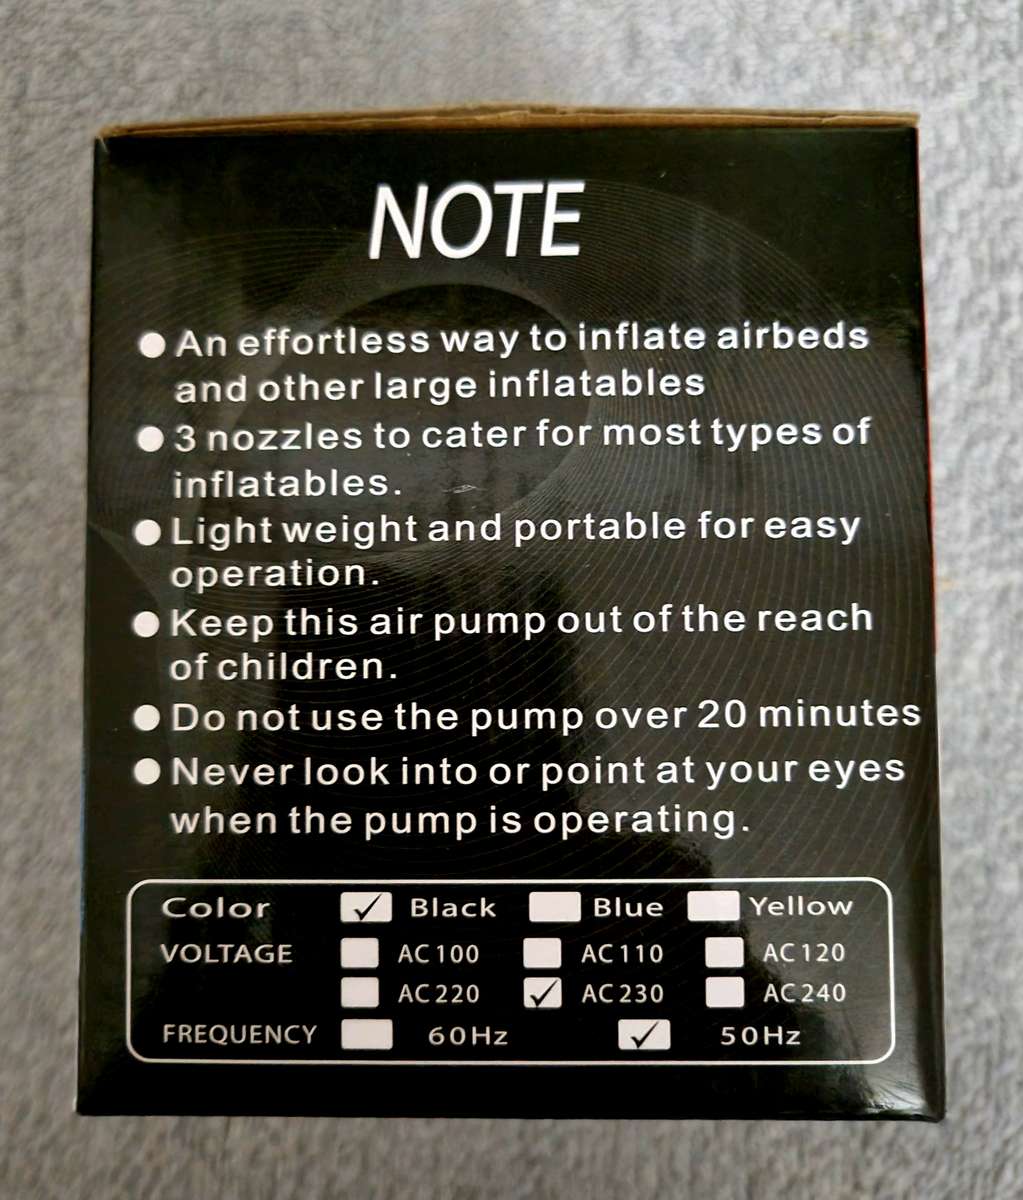 NOTE
● An effortless way to inflate airbeds
and other large inflatables
● 3 nozzles to cater for most types of
inflatables.
● Light weight and portable for easy
operation.
● Keep this air pump out of the reach
of children.
● Do not use the pump over 20 minutes
● Never look into or point at your eyes
when the pump is operating.
Color ✓ Black Blue Yellow
VOLTAGE AC100 AC110 AC120
AC220 ✓ AC230 AC240
FREQUENCY 60Hz ✓ 50Hz